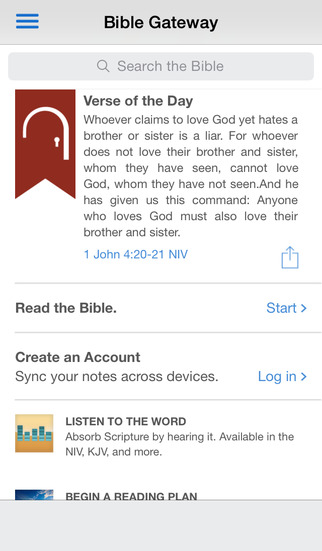 Bible Gateway
Search the Bible
Verse of the Day
Whoever claims to love God yet hates a
brother or sister is a liar. For whoever
does not love their brother and sister,
whom they have seen, cannot love
God, whom they have not seen.And he
has given us this command: Anyone
who loves God must also love their
brother and sister.
1 John 4:20-21 NIV
Read the Bible.
Start >
Create an Account
Sync your notes across devices.
Log in >
LISTEN TO THE WORD
Absorb Scripture by hearing it. Available in the
NIV, KJV, and more.
BEGIN A READING PLAN